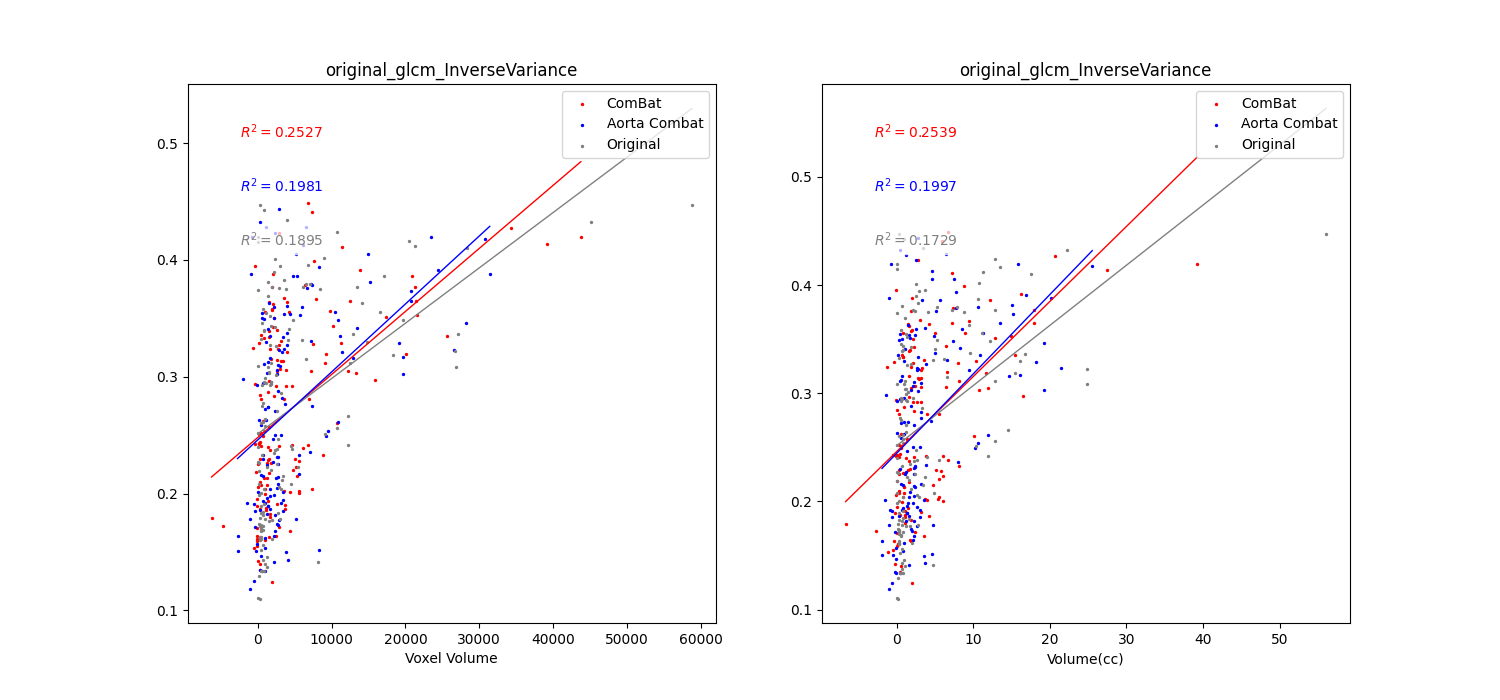 original_glcm_InverseVariance
ComBat
Aorta Combat
Original
R² = 0.2527
R² = 0.1981
R² = 0.1895
0.5
0.4
0.3
0.2
0.1
0
10000
20000
30000
40000
50000
60000
Voxel Volume
original_glcm_InverseVariance
ComBat
Aorta Combat
Original
R² = 0.2539
R² = 0.1997
R² = 0.1729
0.5
0.4
0.3
0.2
0.1
0
10
20
30
40
50
Volume(cc)